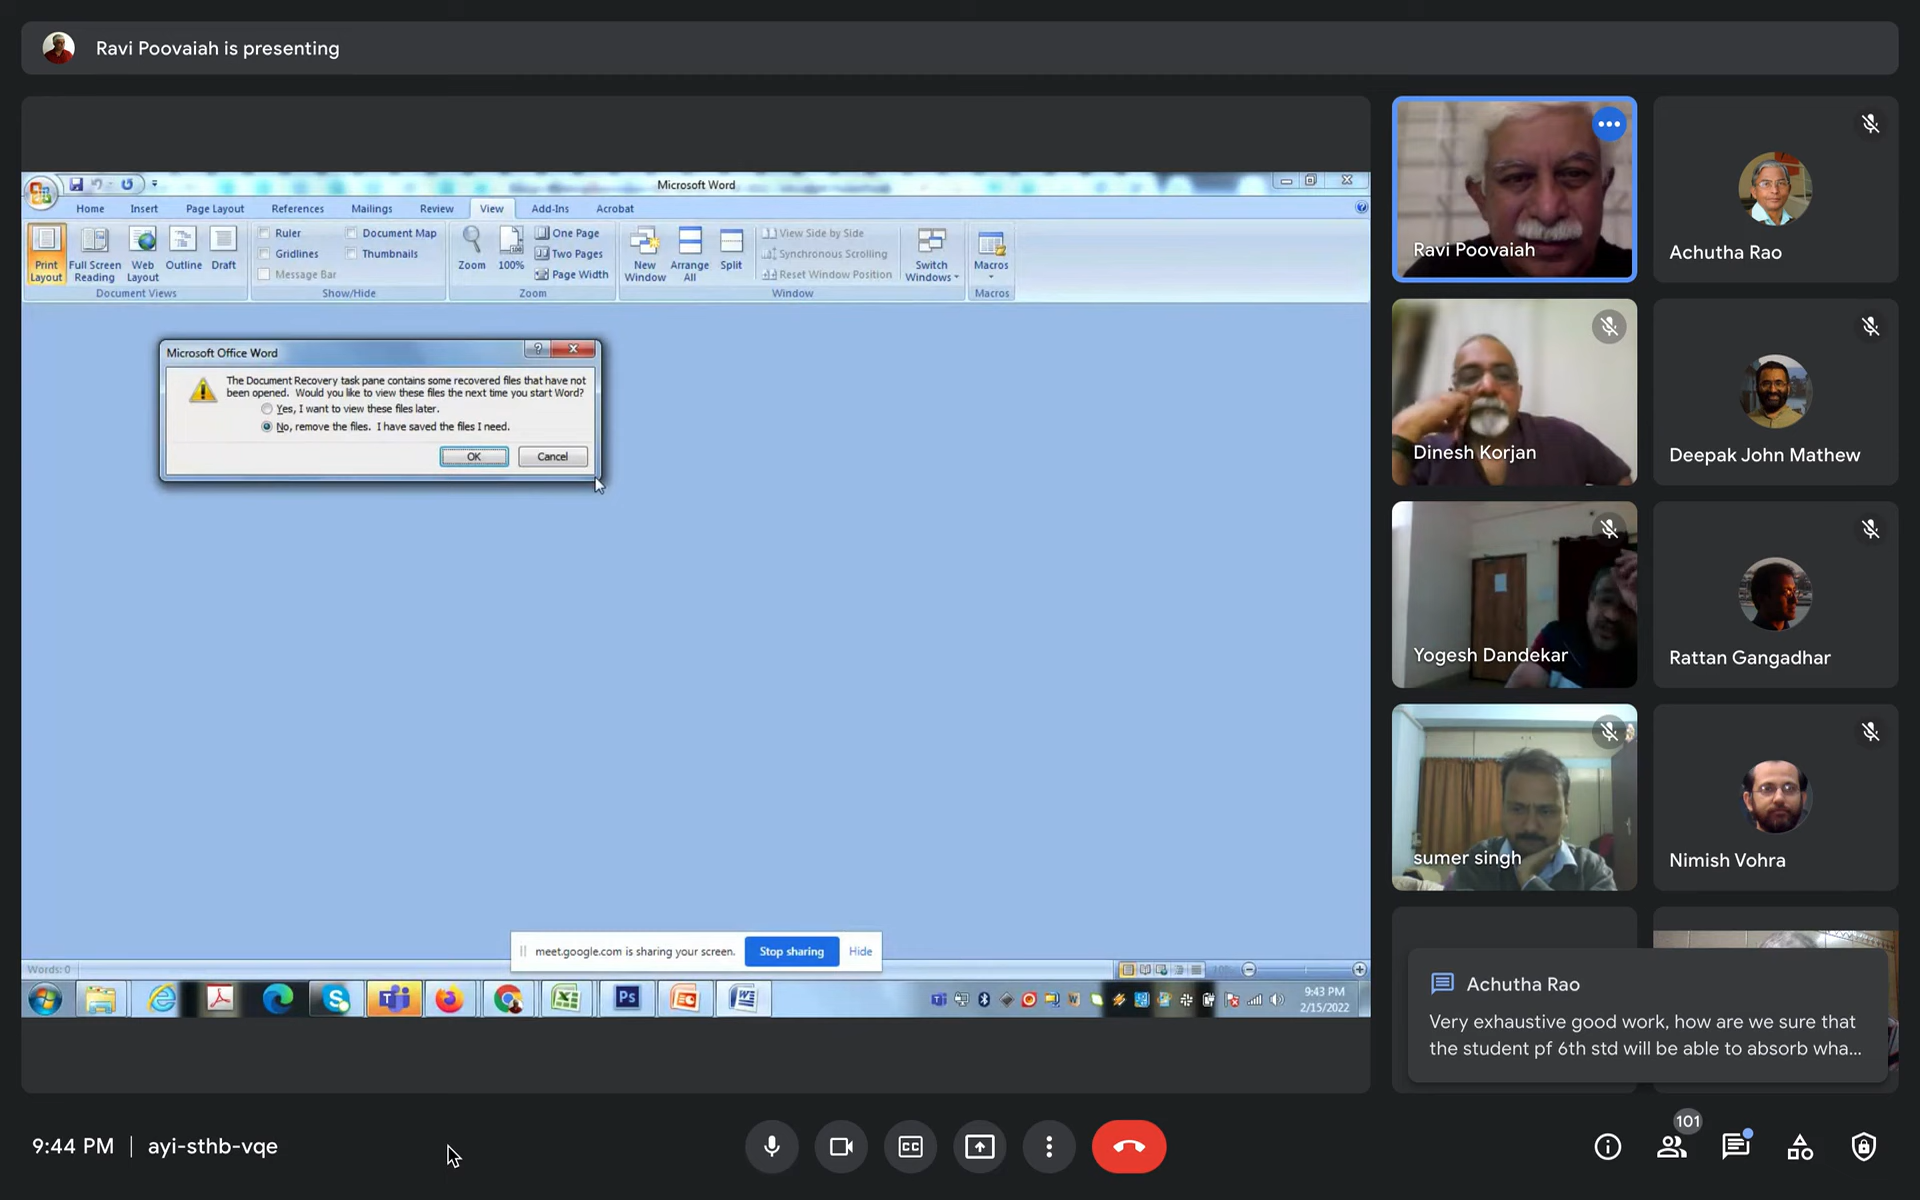 Ravi Poovaiah is presenting
Microsoft Word
Home Insert Page Layout References Mailings Review View Add-Ins Acrobat
Print Layout
Full Screen Reading
Web Layout
Outline
Draft
Document Views
Ruler
Gridlines
Message Bar
Document Map
Thumbnails
Show/Hide
Zoom
100%
One Page
Two Pages
Page Width
Zoom
New Window
Arrange All
Split
View Side by Side
Synchronous Scrolling
Reset Window Position
Switch Windows
Window
Macros
Macros
Microsoft Office Word
The Document Recovery task pane contains some recovered files that have not
been opened. Would you like to view these files the next time you start Word?
Yes, I want to view these files later.
No, remove the files. I have saved the files I need.
OK Cancel
meet.google.com is sharing your screen. Stop sharing Hide
Words: 0
Ps
9:43 PM
2/15/2022
Ravi Poovaiah
Achutha Rao
Dinesh Korjan
Deepak John Mathew
Yogesh Dandekar
Rattan Gangadhar
sumer singh
Nimish Vohra
Achutha Rao
Very exhaustive good work, how are we sure that
the student pf 6th std will be able to absorb wha...
9:44 PM | ayi-sthb-vqe
CC
101